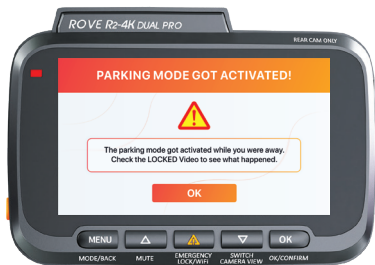 ROVE R2-4K DUAL PRO
REAR CAM ONLY
PARKING MODE GOT ACTIVATED!
The parking mode got activated while you were away.
Check the LOCKED Video to see what happened.
OK
MENU OK
MODE/BACK MUTE EMERGENCY LOCK/WIFI SWITCH CAMERA VIEW OK/CONFIRM